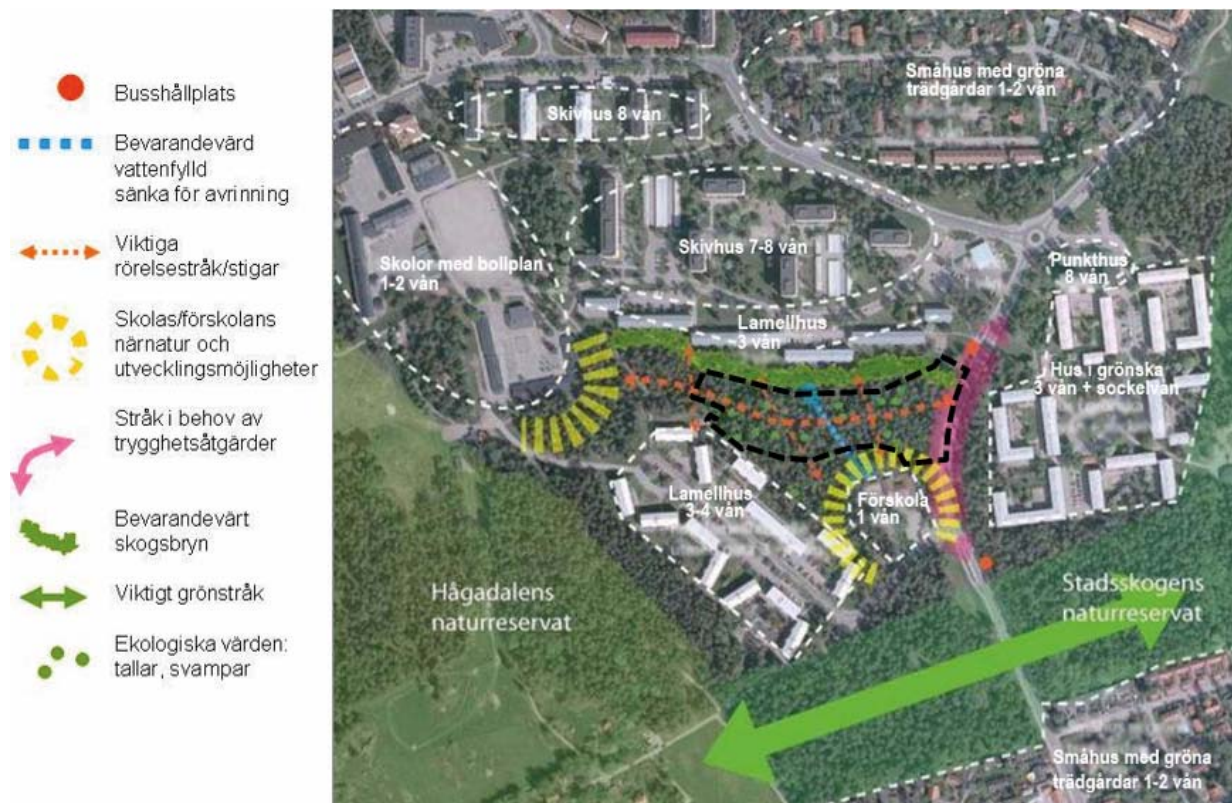 Busshållplats
Bevarandevärd
vattenfylld
sänka för avrinning
Viktiga
rörelsestråk/stigar
Skolas/förskolans
närnatur och
utvecklingsmöjligheter
Stråk i behov av
trygghetsåtgärder
Bevarandevärt
skogsbryn
Viktigt grönstråk
Ekologiska värden:
tallar, svampar
Småhus med gröna
trädgårdar 1-2 vån
Skivhus 8 vån
Skivhus 7-8 vån
Skolor med bollplan
1-2 vån
Punkthus
8 vån
Lamellhus
3 vån
Hus i grönska
3 vån + sockelvån
Lamellhus
3-4 vån
Förskola
1 vån
Hågadalens
naturreservat
Stadsskogens
naturreservat
Småhus med gröna
trädgårdar 1-2 vån